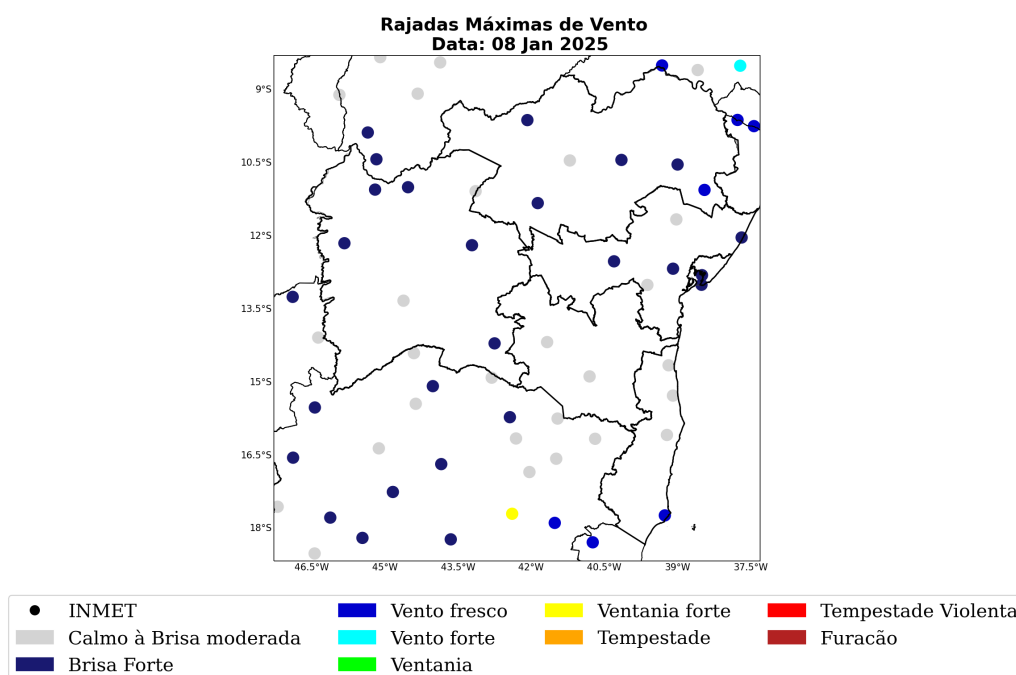 Rajadas Máximas de Vento
Data: 08 Jan 2025
9°S
10.5°S
12°S
13.5°S
15°S
16.5°S
18°S
46.5°W 45°W 43.5°W 42°W 40.5°W 39°W 37.5°W
INMET
Calmo à Brisa moderada
Brisa Forte
Vento fresco
Vento forte
Ventania
Ventania forte
Tempestade
Tempestade Violenta
Furacão